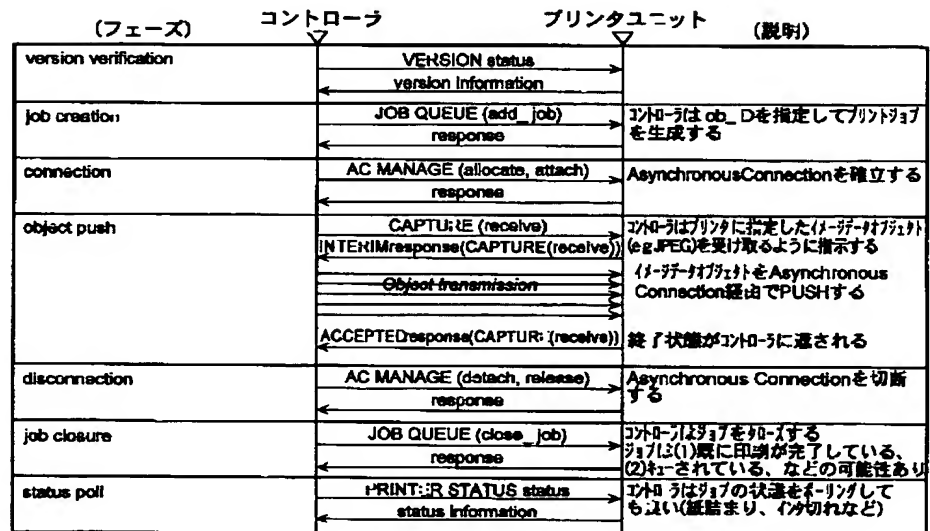 (フェーズ) コントローラ プリンタユニット (説明)
version verification VERSION status
version information
job creation JOB QUEUE (add_job) コントローラは ob_Dを指定してプリントジョブ
response を生成する
connection AC MANAGE (allocate, attach) AsynchronousConnectionを確立する
response
object push CAPTURE (receive) コントローラはプリンタに指定したイメージデータオブジェクト
INTERIMresponse(CAPTURE(receive)) (e.g.JPEG)を受け取るように指示する
Object transmission イメージデータオブジェクトをAsynchronous
Connection経由でPUSHする
ACCEPTEDresponse(CAPTURE(receive)) 終了状態がコントローラに返される
disconnection AC MANAGE (detach, release) Asynchronous Connectionを切断
response する
job closure JOB QUEUE (close_job) コントローラはジョブをクローズする
response ジョブは(1)既に印刷が完了している、
(2)キューされている、などの可能性あり
status poll PRINTER STATUS status コントローラはジョブの状態をポーリングして
status information も良い(紙詰まり、インク切れなど)